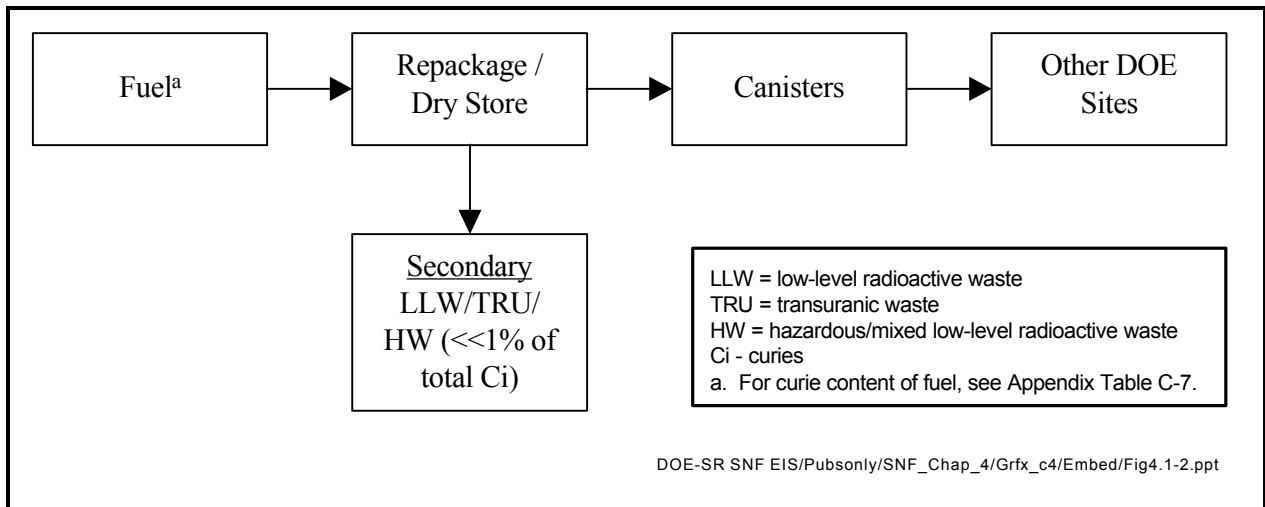 Fuelᵃ
Repackage /
Dry Store
Canisters
Other DOE
Sites
Secondary
LLW/TRU/
HW (<<1% of
total Ci)
LLW = low-level radioactive waste
TRU = transuranic waste
HW = hazardous/mixed low-level radioactive waste
Ci - curies
a. For curie content of fuel, see Appendix Table C-7.
DOE-SR SNF EIS/Pubsonly/SNF_Chap_4/Grfx_c4/Embed/Fig4.1-2.ppt